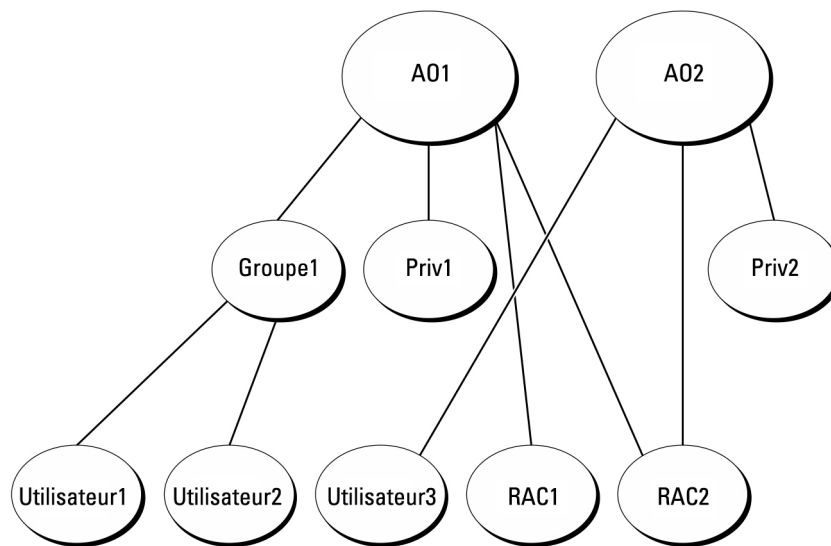 AO1
AO2
Groupe1
Priv1
Priv2
Utilisateur1
Utilisateur2
Utilisateur3
RAC1
RAC2